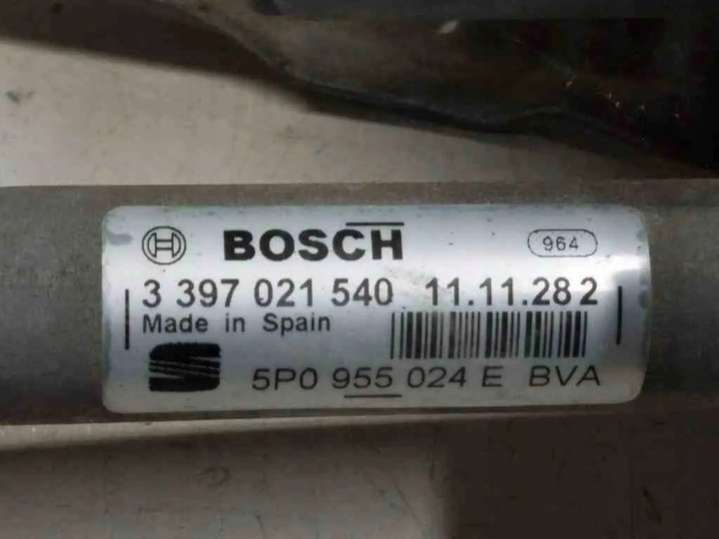 BOSCH 964
3 397 021 540 11.11.28 2
Made in Spain
5P0 955 024 E BVA